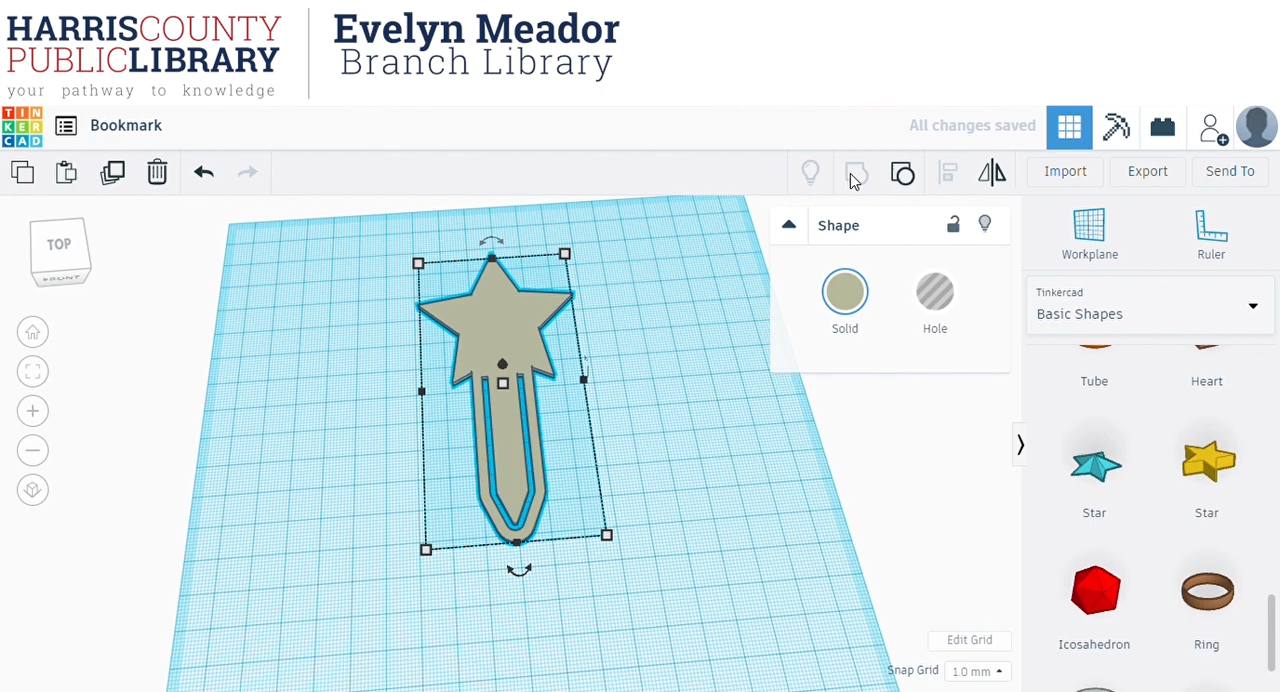 HARRISCOUNTY
PUBLICLIBRARY
your pathway to knowledge
Evelyn Meador
Branch Library
TIN
KER
CAD
Bookmark
All changes saved
Import
Export
Send To
TOP
FRONT
Shape
Solid
Hole
Workplane
Ruler
Tinkercad
Basic Shapes
Tube
Heart
Star
Star
Icosahedron
Ring
Edit Grid
Snap Grid
1.0 mm